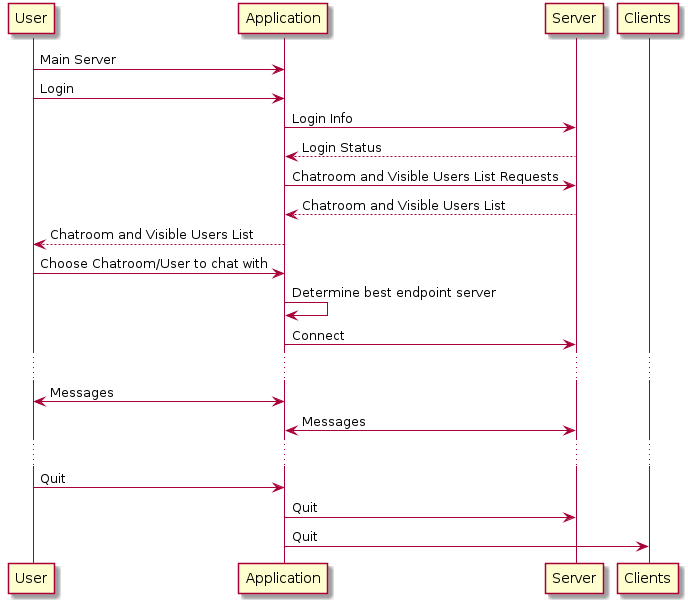 User Application Server Clients
Main Server
Login
Login Info
Login Status
Chatroom and Visible Users List Requests
Chatroom and Visible Users List
Chatroom and Visible Users List
Choose Chatroom/User to chat with
Determine best endpoint server
Connect
Messages
Messages
Quit
Quit
Quit
User Application Server Clients